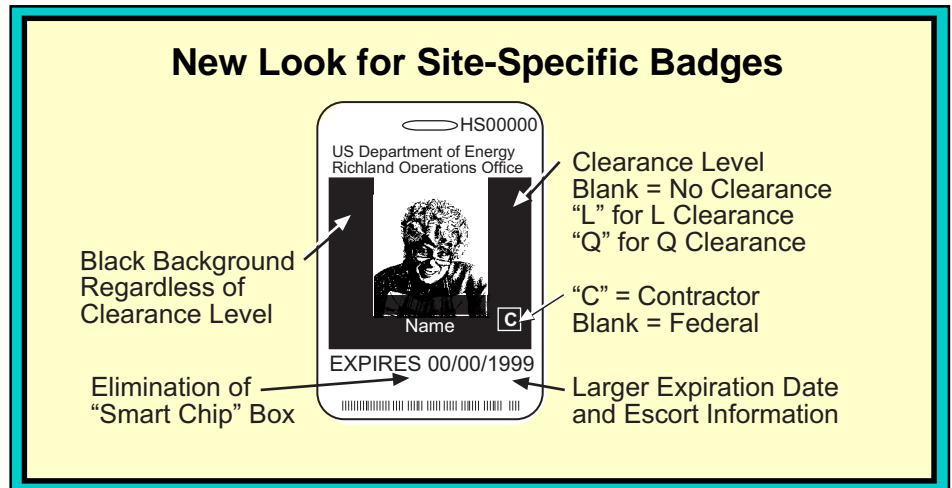 New Look for Site-Specific Badges
HS00000
US Department of Energy
Richland Operations Office
Clearance Level
Blank = No Clearance
“L” for L Clearance
“Q” for Q Clearance
Black Background
Regardless of
Clearance Level
“C” = Contractor
Blank = Federal
Name
C
EXPIRES 00/00/1999
Elimination of
“Smart Chip” Box
Larger Expiration Date
and Escort Information